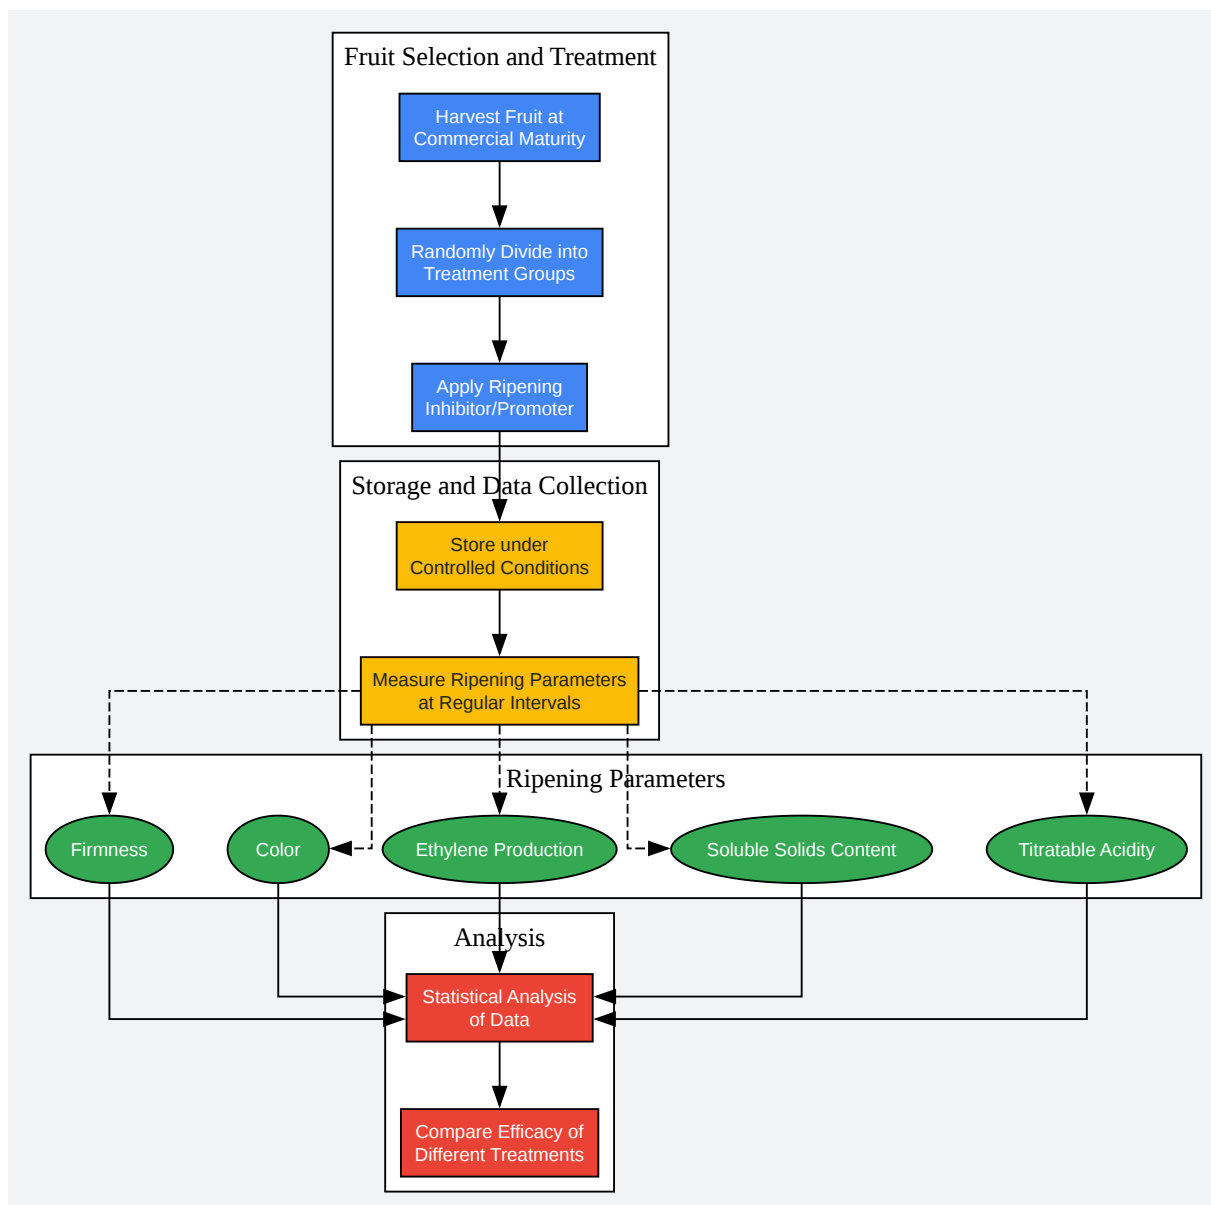 Fruit Selection and Treatment
Harvest Fruit at
Commercial Maturity
Randomly Divide into
Treatment Groups
Apply Ripening
Inhibitor/Promoter
Storage and Data Collection
Store under
Controlled Conditions
Measure Ripening Parameters
at Regular Intervals
Ripening Parameters
Firmness
Color
Ethylene Production
Soluble Solids Content
Titratable Acidity
Analysis
Statistical Analysis
of Data
Compare Efficacy of
Different Treatments